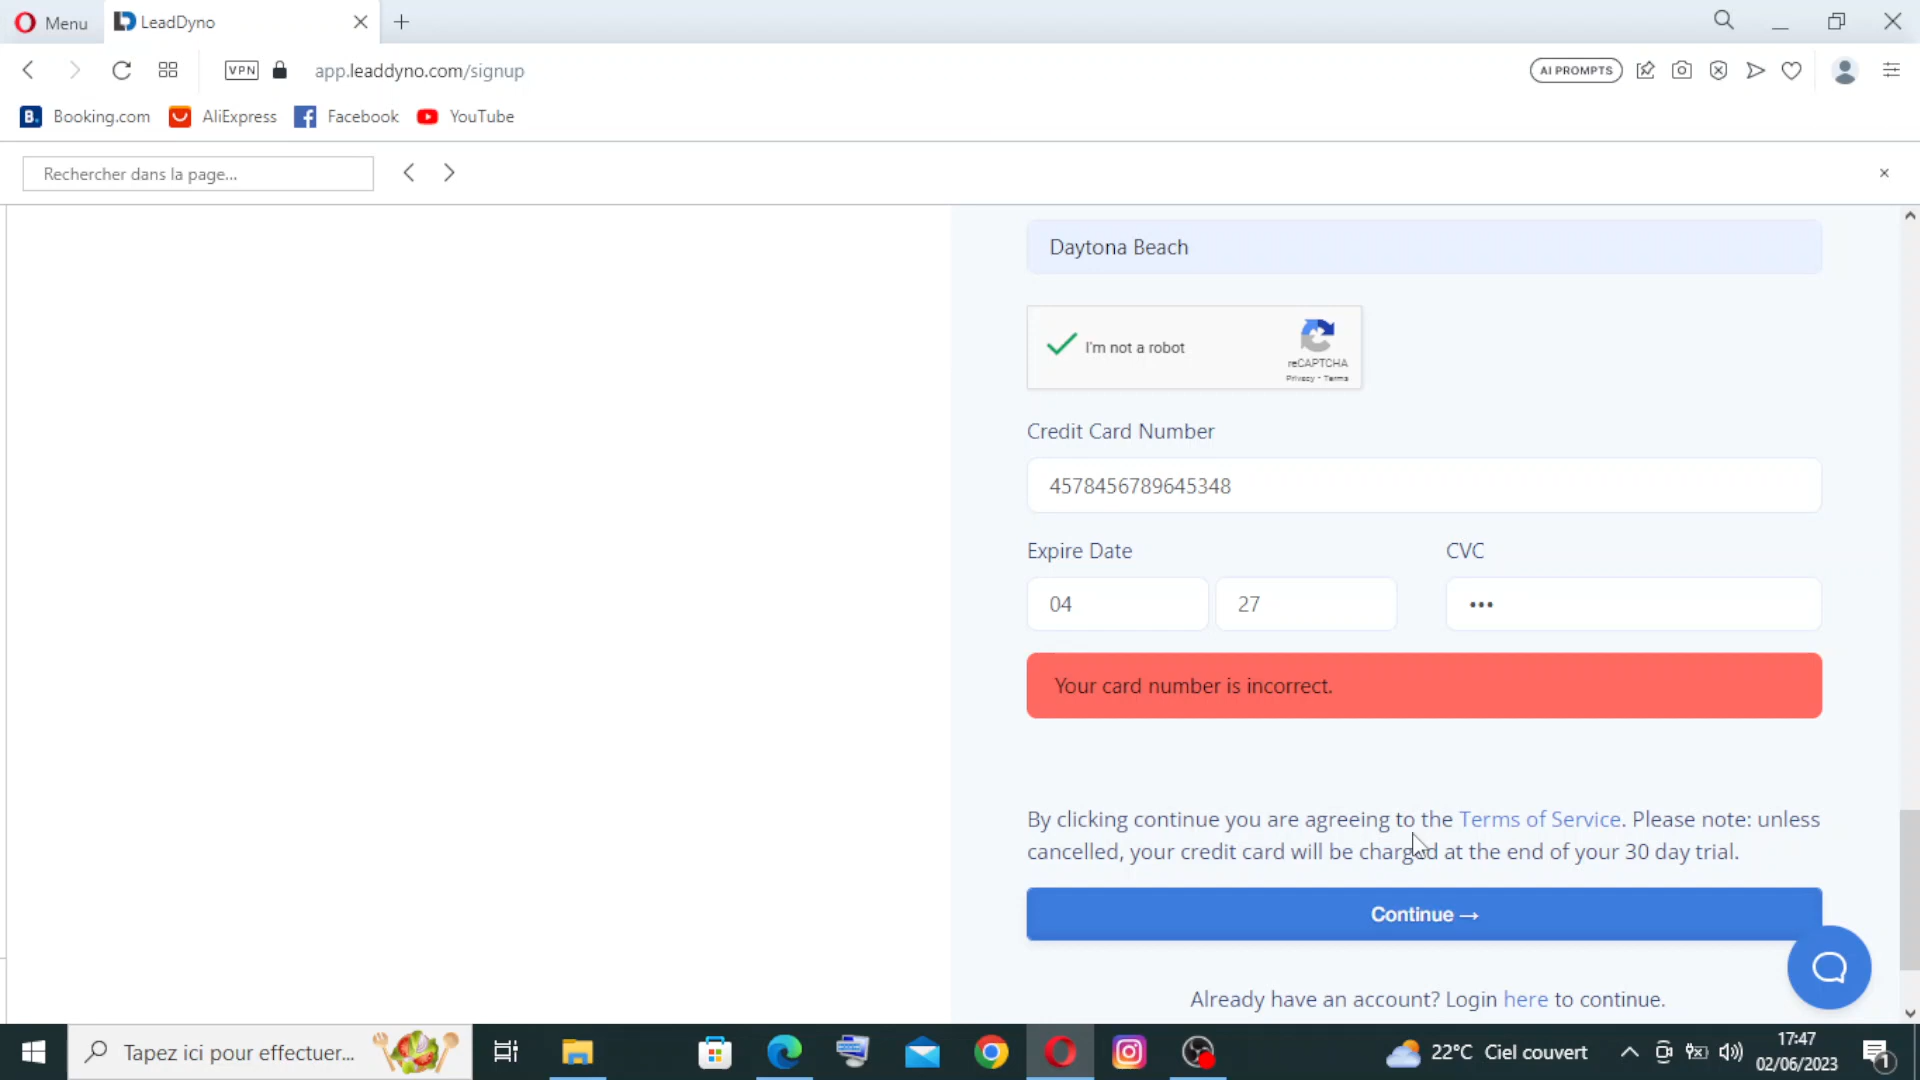 Menu
LeadDyno
VPN
app.leaddyno.com/signup
AI PROMPTS
B. Booking.com
AliExpress
Facebook
YouTube
Rechercher dans la page...
Daytona Beach
I'm not a robot
reCAPTCHA
Privacy - Terms
Credit Card Number
4578456789645348
Expire Date
CVC
04
27
•••
Your card number is incorrect.
By clicking continue you are agreeing to the Terms of Service. Please note: unless
cancelled, your credit card will be charged at the end of your 30 day trial.
Continue →
Already have an account? Login here to continue.
Tapez ici pour effectuer...
22°C Ciel couvert
17:47
02/06/2023
1